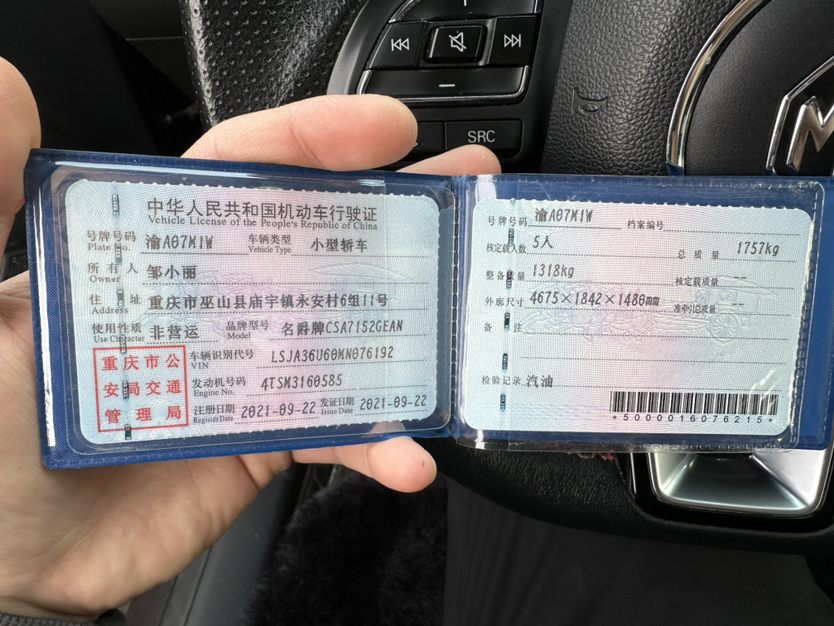 SRC
M
中华人民共和国机动车行驶证
Vehicle License of the People's Republic of China
号牌号码 渝A07M1W 车辆类型 小型轿车
Plate No. Vehicle Type
所有人 邹小丽
Owner
住址 重庆市巫山县庙宇镇永安村6组11号
Address
使用性质 非营运 品牌型号 名爵牌CSA7152GEAN
Use Character Model
重庆市公
安局交通
管理局
车辆识别代号 LSJA36U60MN076192
VIN
发动机号码 4TSM3160585
Engine No.
注册日期 2021-09-22 发证日期 2021-09-22
Register Date Issue Date
号牌号码 渝A07M1W 档案编号
核定载人数 5人 总质量 1757kg
整备质量 1318kg 核定载质量 --
外廓尺寸 4675×1842×1480mm 准牵引总质量 --
备注
检验记录 汽油
*5000016076215*